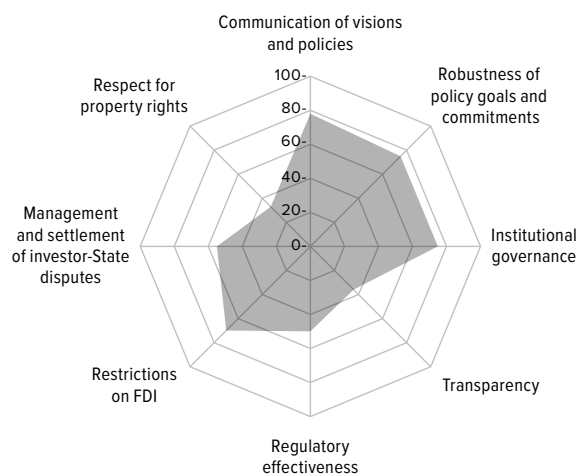 Communication of visions
and policies
Robustness of
policy goals and
commitments
Institutional
governance
Transparency
Regulatory
effectiveness
Restrictions
on FDI
Management
and settlement
of investor-State
disputes
Respect for
property rights
100-
80-
60-
40-
20-
0-